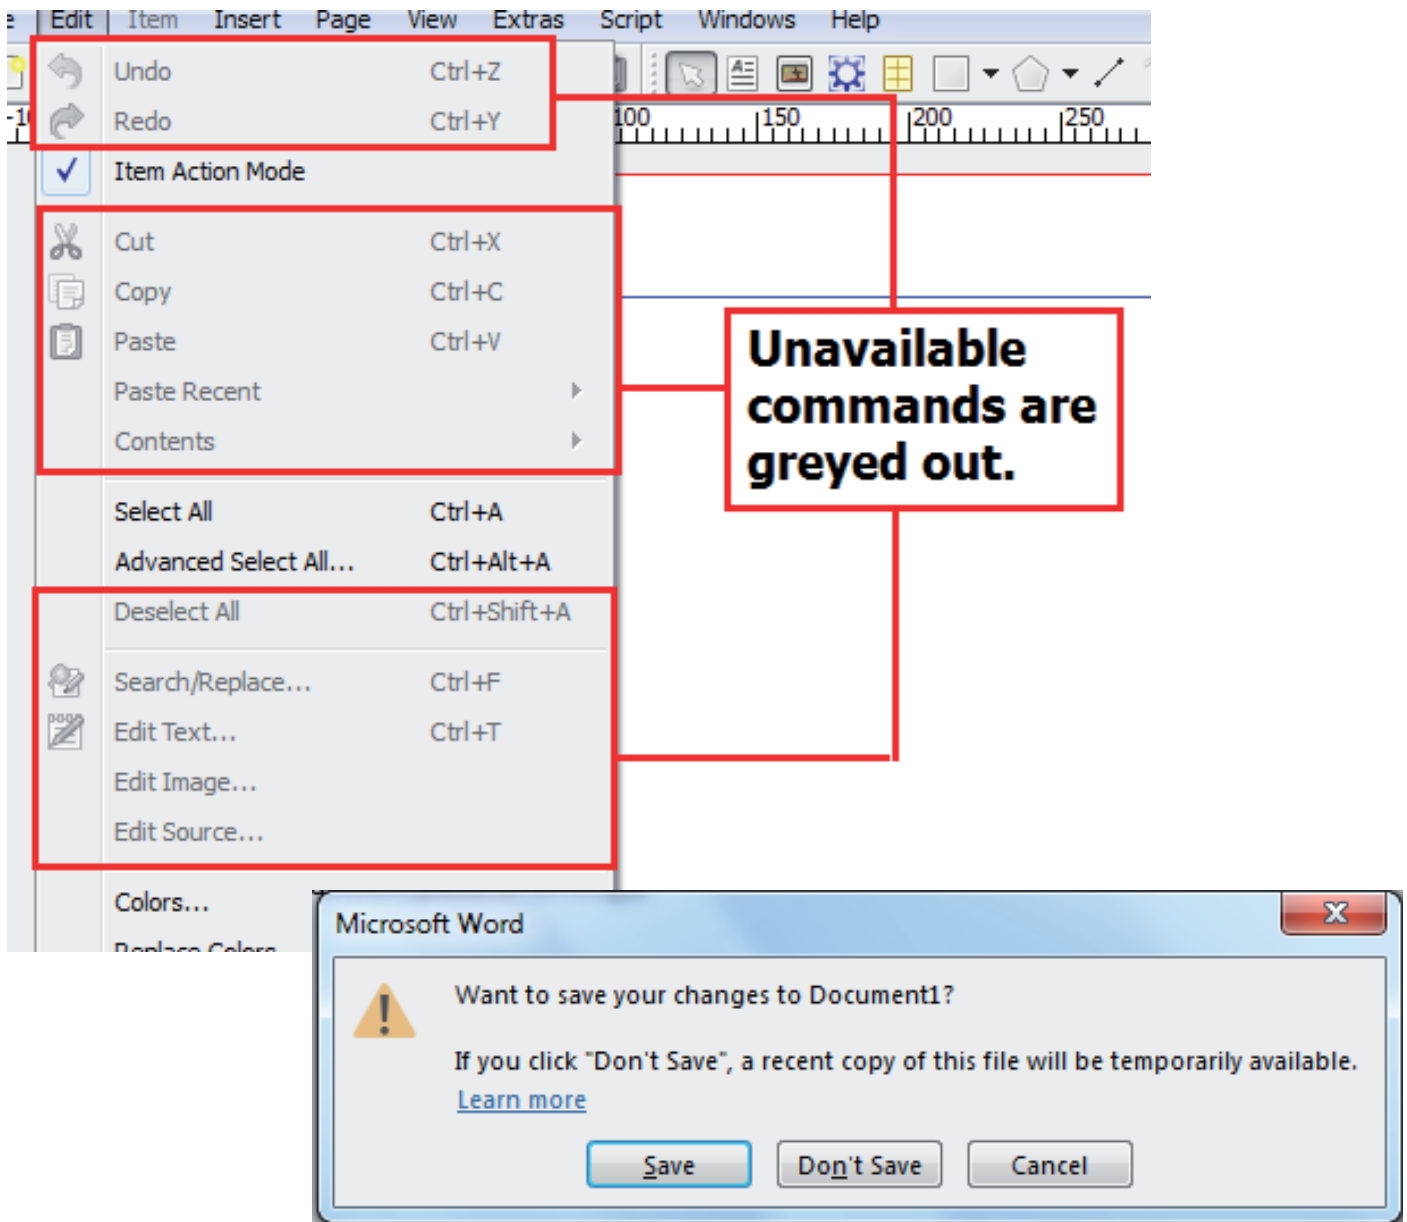 Edit Item Insert Page View Extras Script Windows Help
Undo Ctrl+Z
Redo Ctrl+Y
100 150 200 250
Item Action Mode
Cut Ctrl+X
Copy Ctrl+C
Paste Ctrl+V
Paste Recent
Contents
Unavailable
commands are
greyed out.
Select All Ctrl+A
Advanced Select All... Ctrl+Alt+A
Deselect All Ctrl+Shift+A
Search/Replace... Ctrl+F
Edit Text... Ctrl+T
Edit Image...
Edit Source...
Colors...
Replace Colors
Microsoft Word
Want to save your changes to Document1?
If you click "Don't Save", a recent copy of this file will be temporarily available.
Learn more
Save Don't Save Cancel